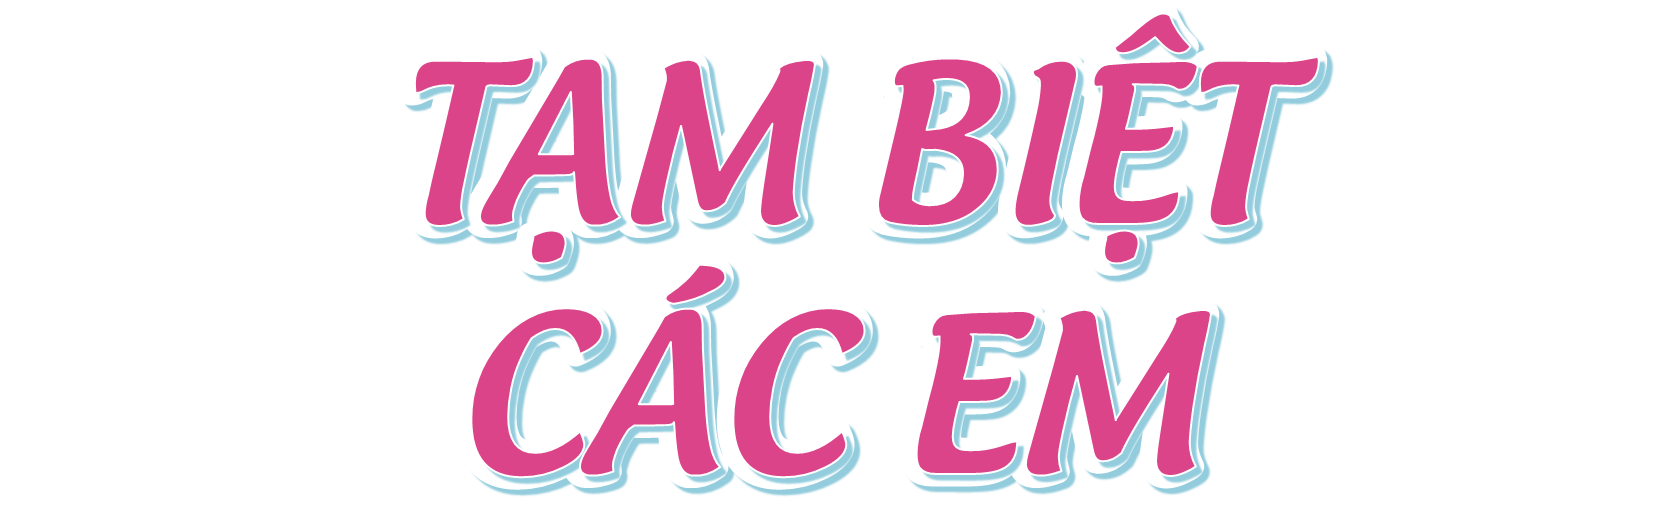 TẠM BIỆT
CÁC EM